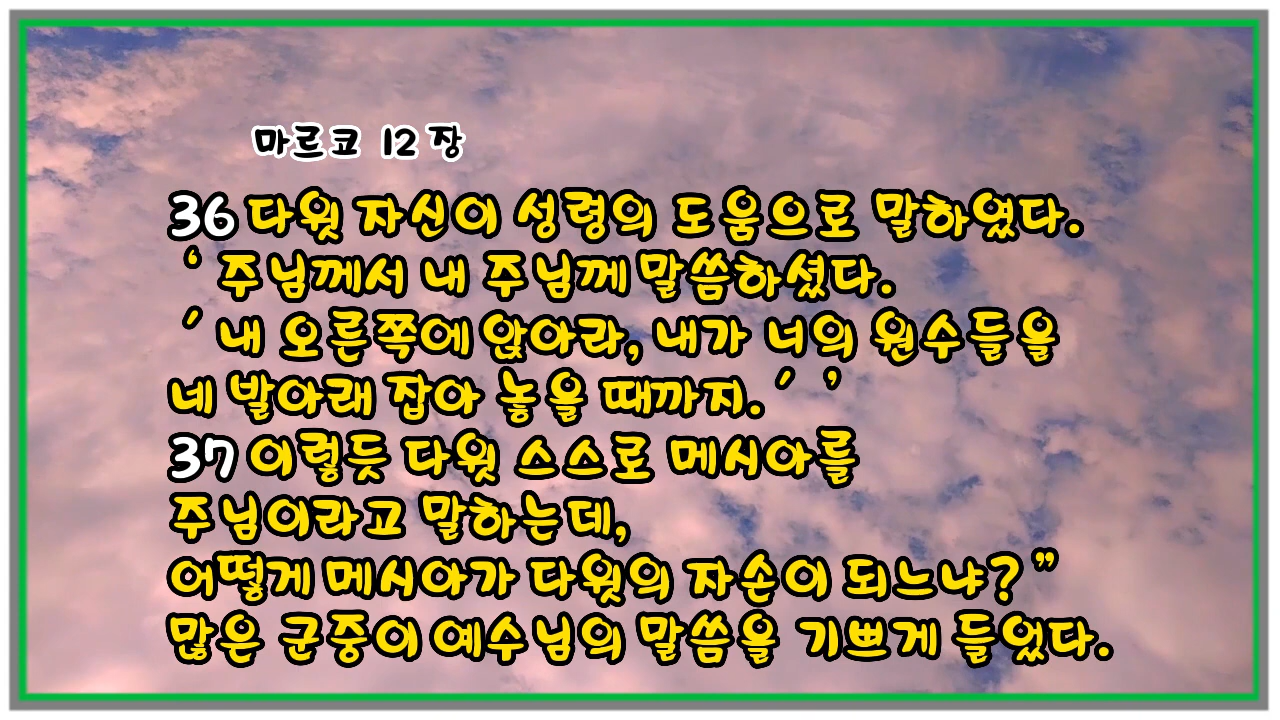 마르코 12 장
36 다윗 자신이 성령의 도움으로 말하였다.
‘ 주님께서 내 주님께 말씀하셨다.
´ 내 오른쪽에 앉아라, 내가 너의 원수들을
네 발아래 잡아 놓을 때까지. ´ ’
37 이렇듯 다윗 스스로 메시아를
주님이라고 말하는데,
어떻게 메시아가 다윗의 자손이 되느냐? ”
많은 군중이 예수님의 말씀을 기쁘게 들었다.